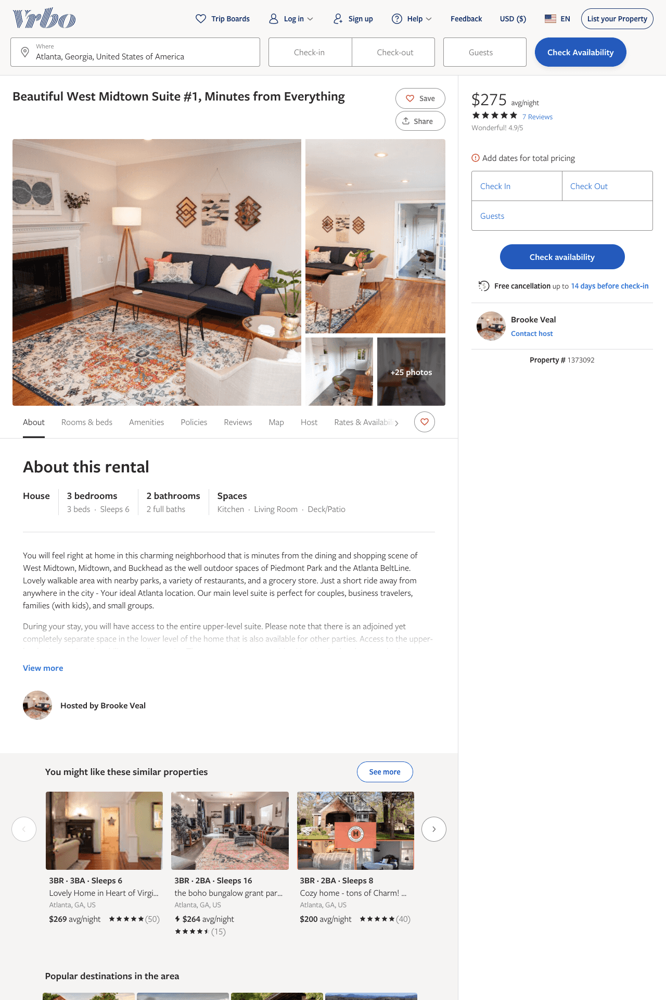 Vrbo
Trip Boards
Log in
Sign up
Help
Feedback
USD ($)
EN
List your Property
Where
Atlanta, Georgia, United States of America
Check-in
Check-out
Guests
Check Availability
Beautiful West Midtown Suite #1, Minutes from Everything
Save
Share
+25 photos
$275 avg/night
7 Reviews
Wonderful! 4.9/5
Add dates for total pricing
Check In
Check Out
Guests
Check availability
Free cancellation up to 14 days before check-in
Brooke Veal
Contact host
Property # 1373092
About
Rooms & beds
Amenities
Policies
Reviews
Map
Host
Rates & Availabili
About this rental
House
3 bedrooms
3 beds · Sleeps 6
2 bathrooms
2 full baths
Spaces
Kitchen · Living Room · Deck/Patio
You will feel right at home in this charming neighborhood that is minutes from the dining and shopping scene of
West Midtown, Midtown, and Buckhead as the well outdoor spaces of Piedmont Park and the Atlanta BeltLine.
Lovely walkable area with nearby parks, a variety of restaurants, and a grocery store. Just a short ride away from
anywhere in the city - Your ideal Atlanta location. Our main level suite is perfect for couples, business travelers,
families (with kids), and small groups.
During your stay, you will have access to the entire upper-level suite. Please note that there is an adjoined yet
completely separate space in the lower level of the home that is also available for other parties. Access to the upper-
View more
Hosted by Brooke Veal
You might like these similar properties
See more
3BR · 3BA · Sleeps 6
Lovely Home in Heart of Virgi...
Atlanta, GA, US
$269 avg/night
(50)
3BR · 2BA · Sleeps 16
the boho bungalow grant par...
Atlanta, GA, US
$264 avg/night
(15)
H
3BR · 2BA · Sleeps 8
Cozy home - tons of Charm! ...
Atlanta, GA, US
$200 avg/night
(40)
Popular destinations in the area